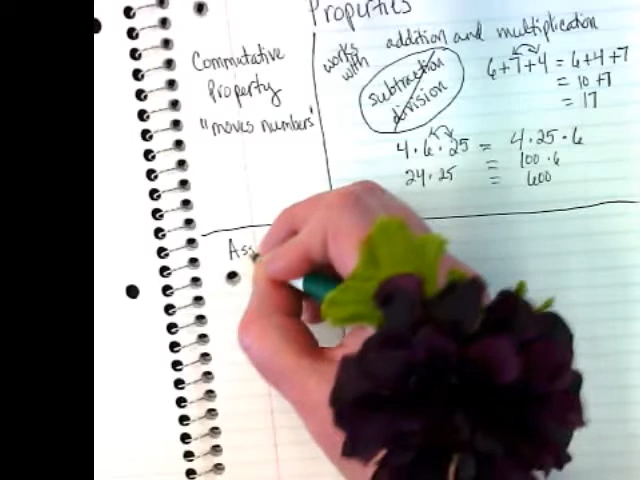 Properties
Commutative
Property
"moves numbers"
works
with
addition and multiplication
subtraction
division
6+7+4 = 6+4+7
= 10+7
= 17
4·6·25 = 4·25·6
24·25 = 100·6
= 600
Ass